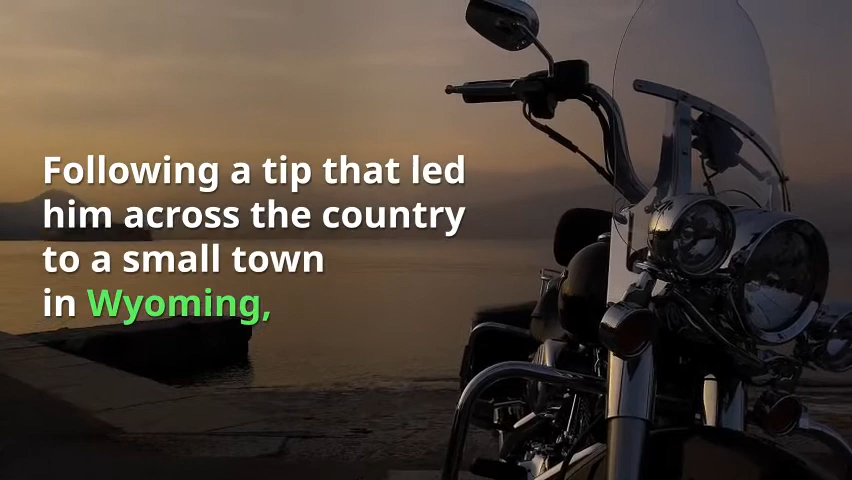 Following a tip that led
him across the country
to a small town
in Wyoming,